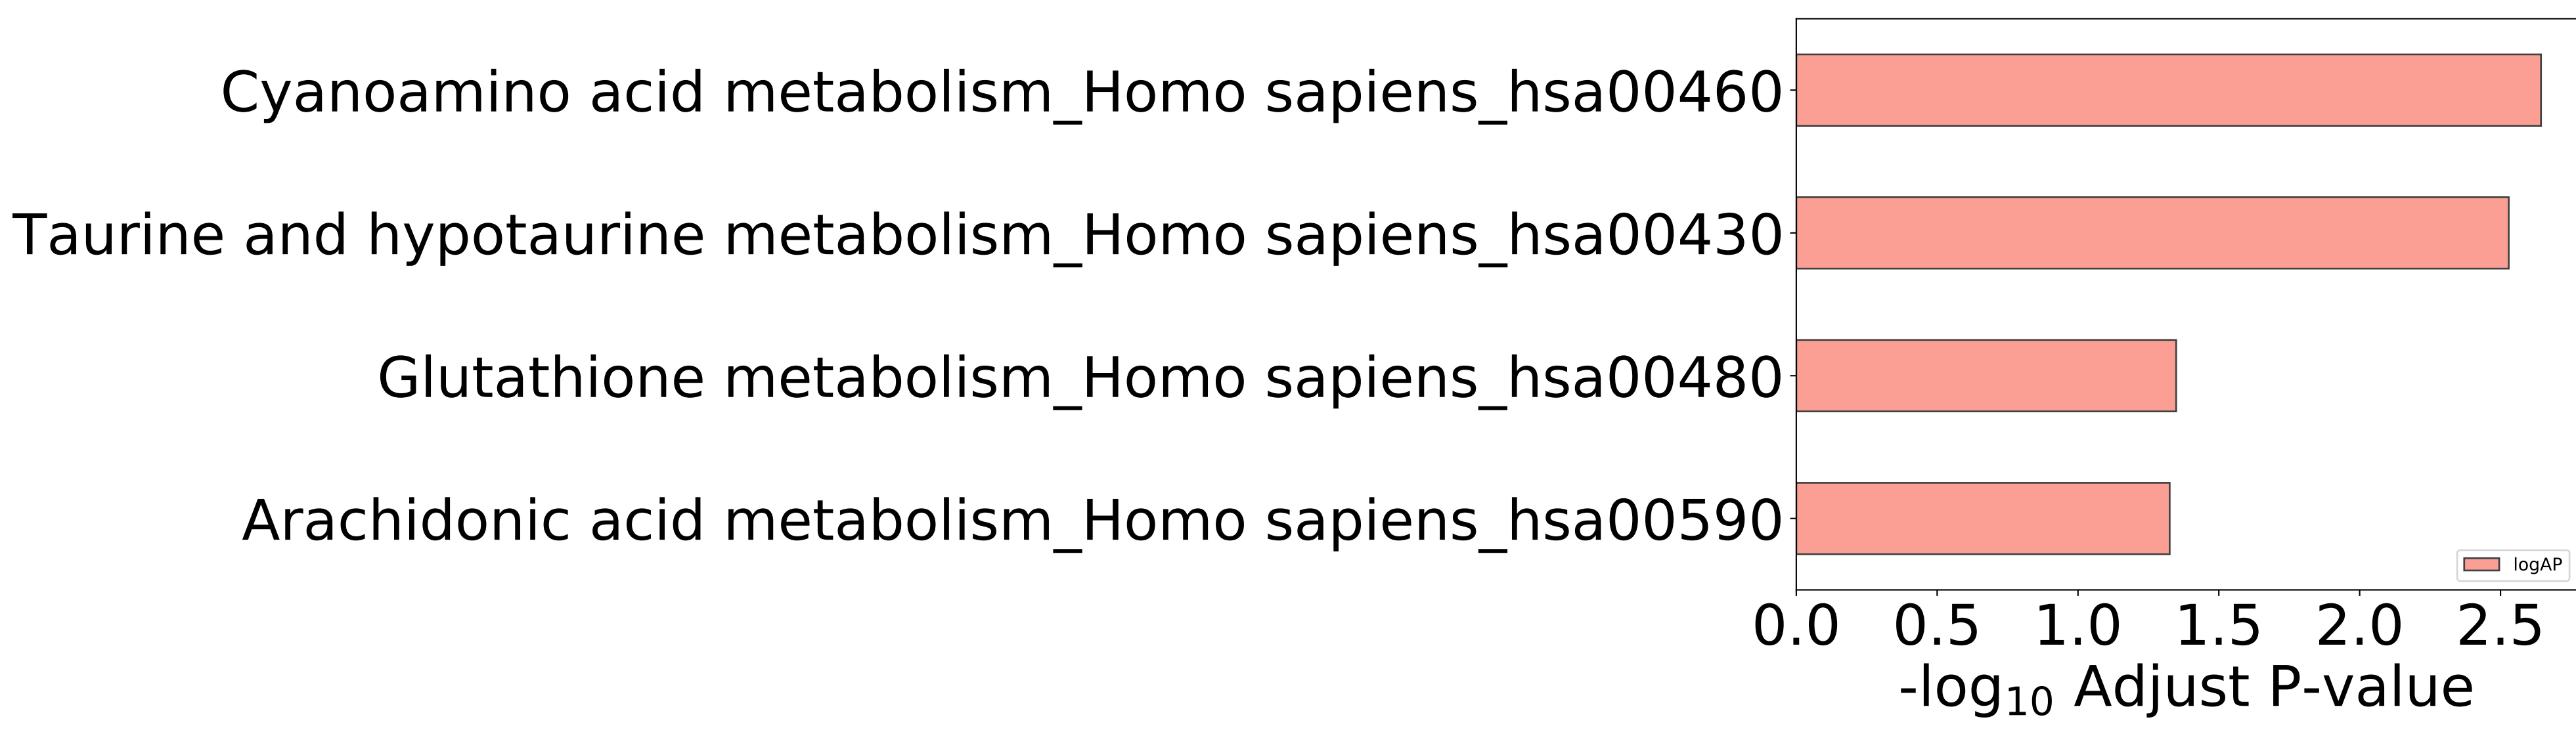 Cyanoamino acid metabolism_Homo sapiens_hsa00460
Taurine and hypotaurine metabolism_Homo sapiens_hsa00430
Glutathione metabolism_Homo sapiens_hsa00480
Arachidonic acid metabolism_Homo sapiens_hsa00590
logAP
0.0 0.5 1.0 1.5 2.0 2.5
-log₁₀ Adjust P-value